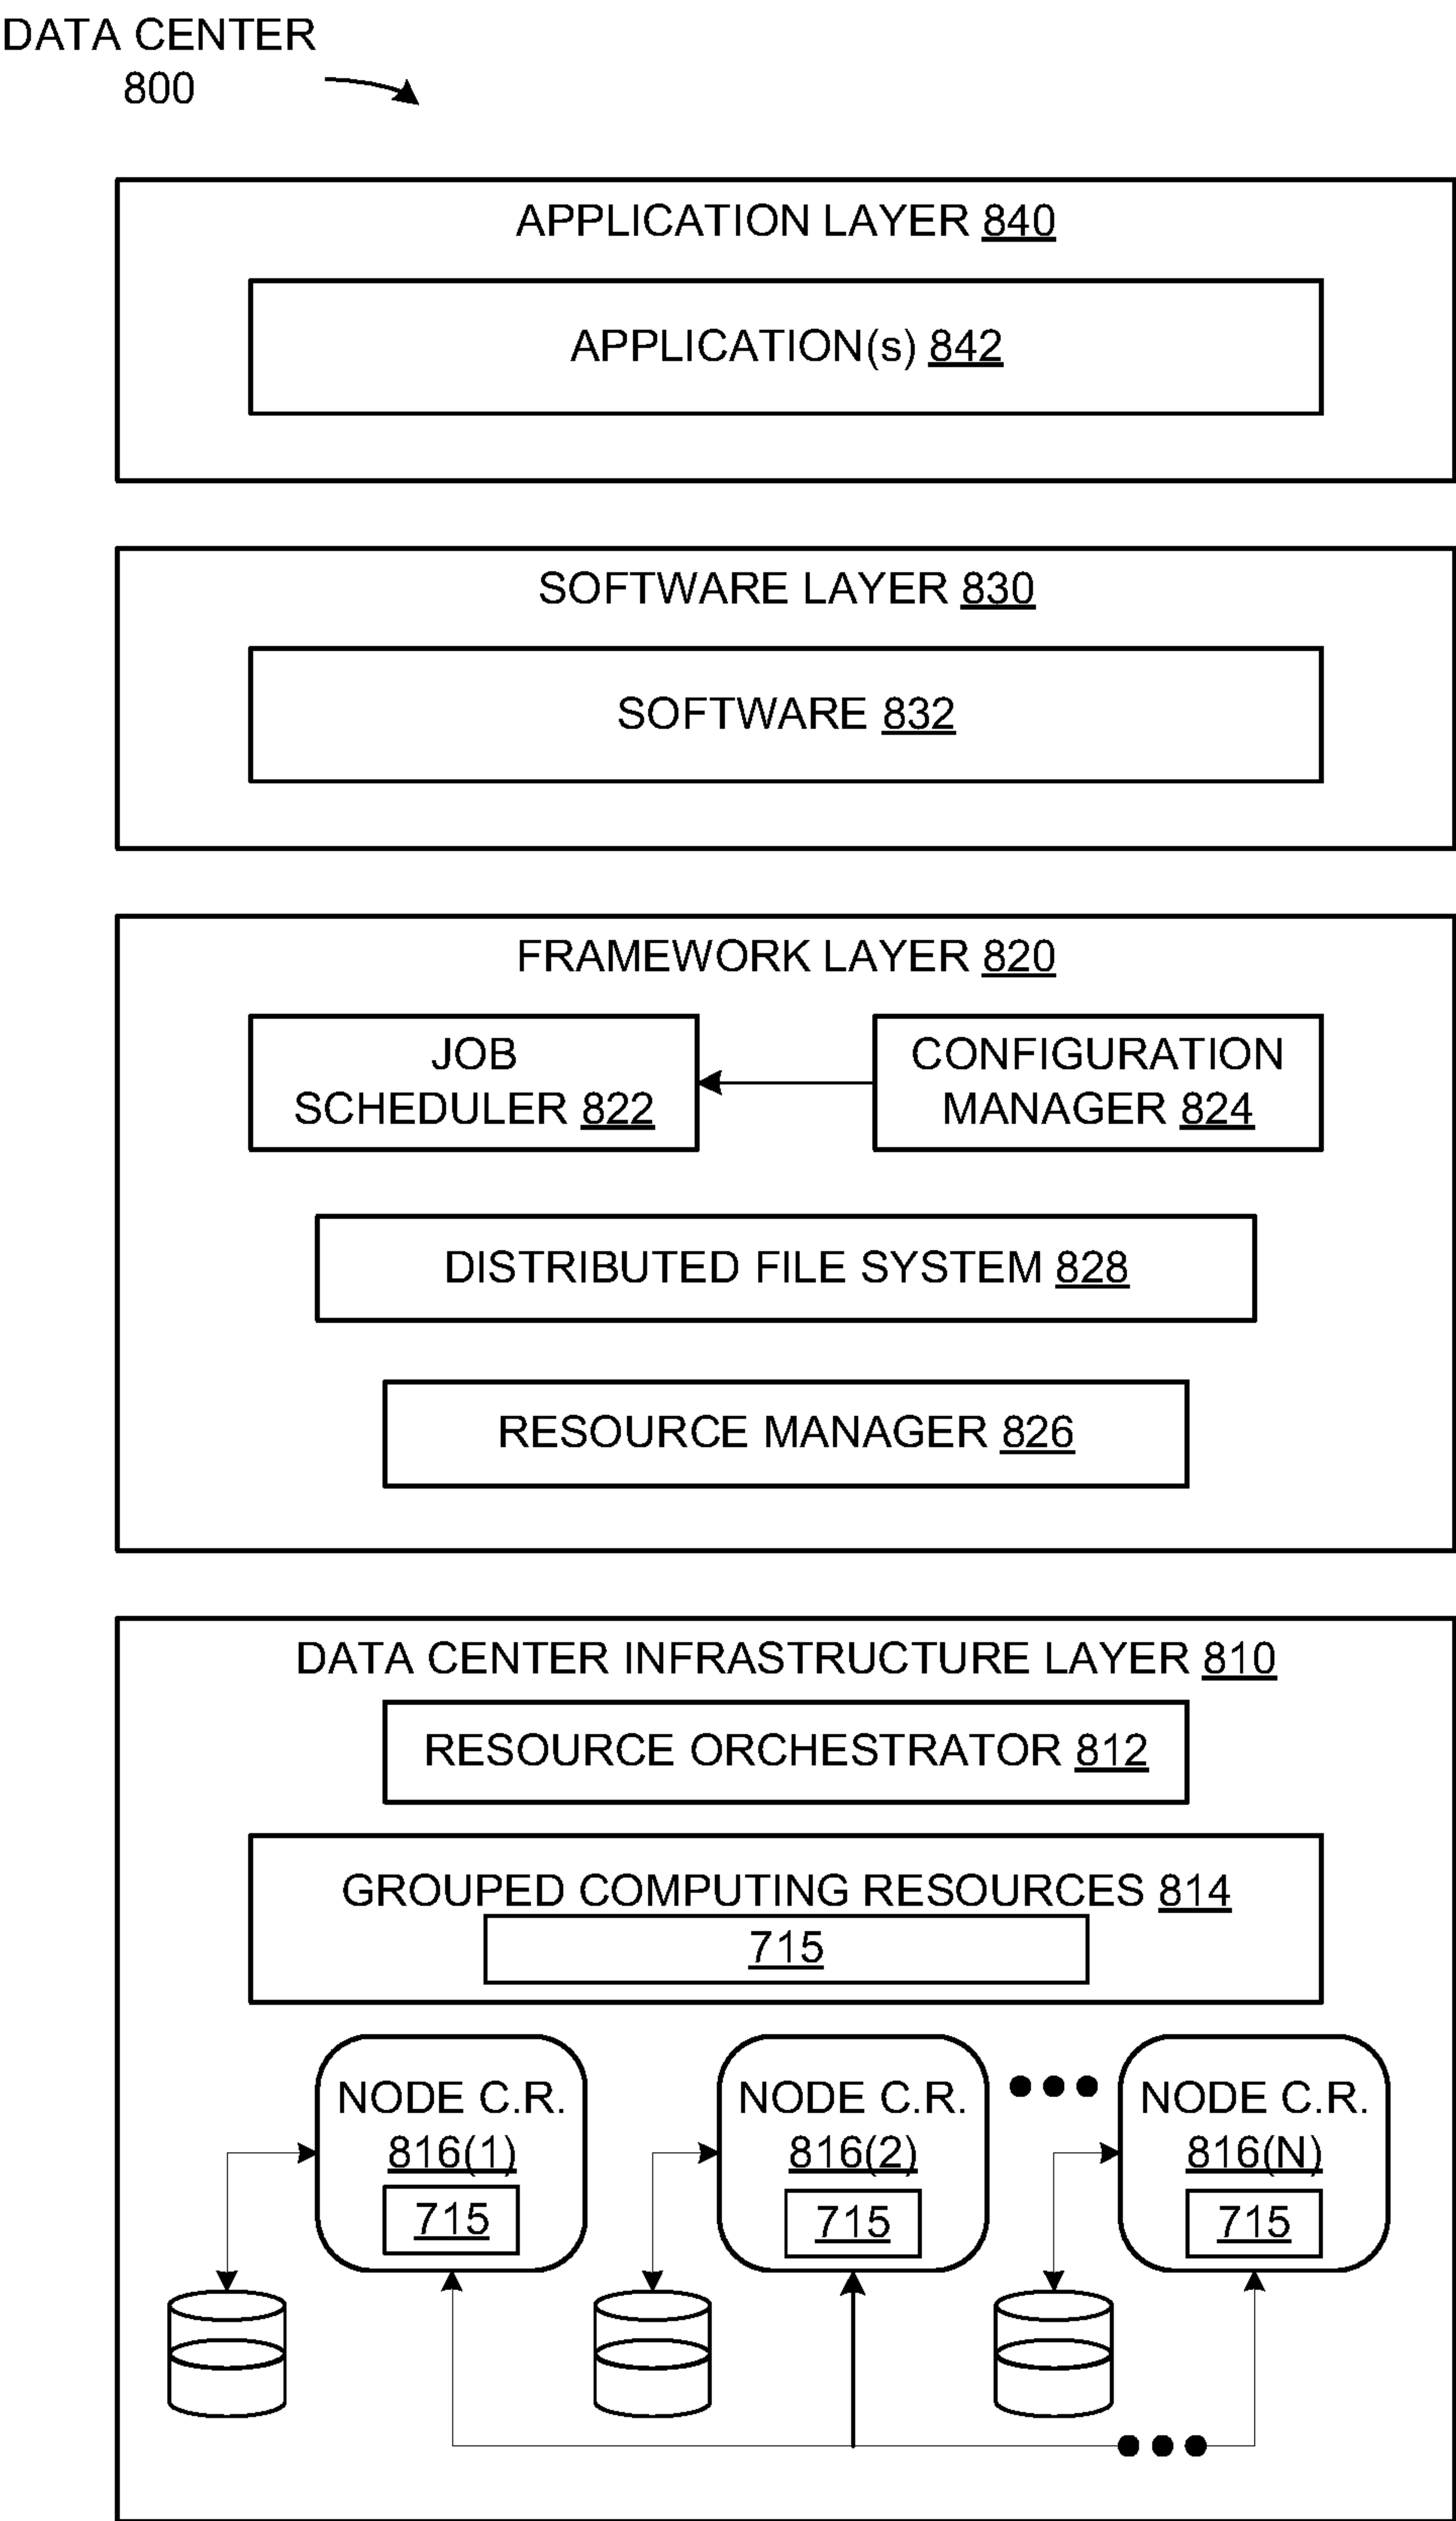 DATA CENTER
800
APPLICATION LAYER 840
APPLICATION(s) 842
SOFTWARE LAYER 830
SOFTWARE 832
FRAMEWORK LAYER 820
JOB
SCHEDULER 822
CONFIGURATION
MANAGER 824
DISTRIBUTED FILE SYSTEM 828
RESOURCE MANAGER 826
DATA CENTER INFRASTRUCTURE LAYER 810
RESOURCE ORCHESTRATOR 812
GROUPED COMPUTING RESOURCES 814
715
NODE C.R.
816(1)
715
NODE C.R.
816(2)
715
NODE C.R.
816(N)
715